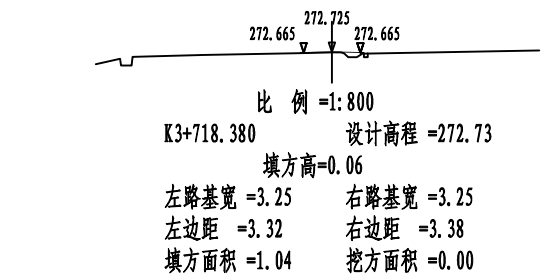 272.725
272.665 272.665
比 例 =1:800
K3+718.380 设计高程 =272.73
填方高=0.06
左路基宽 =3.25 右路基宽 =3.25
左边距 =3.32 右边距 =3.38
填方面积 =1.04 挖方面积 =0.00